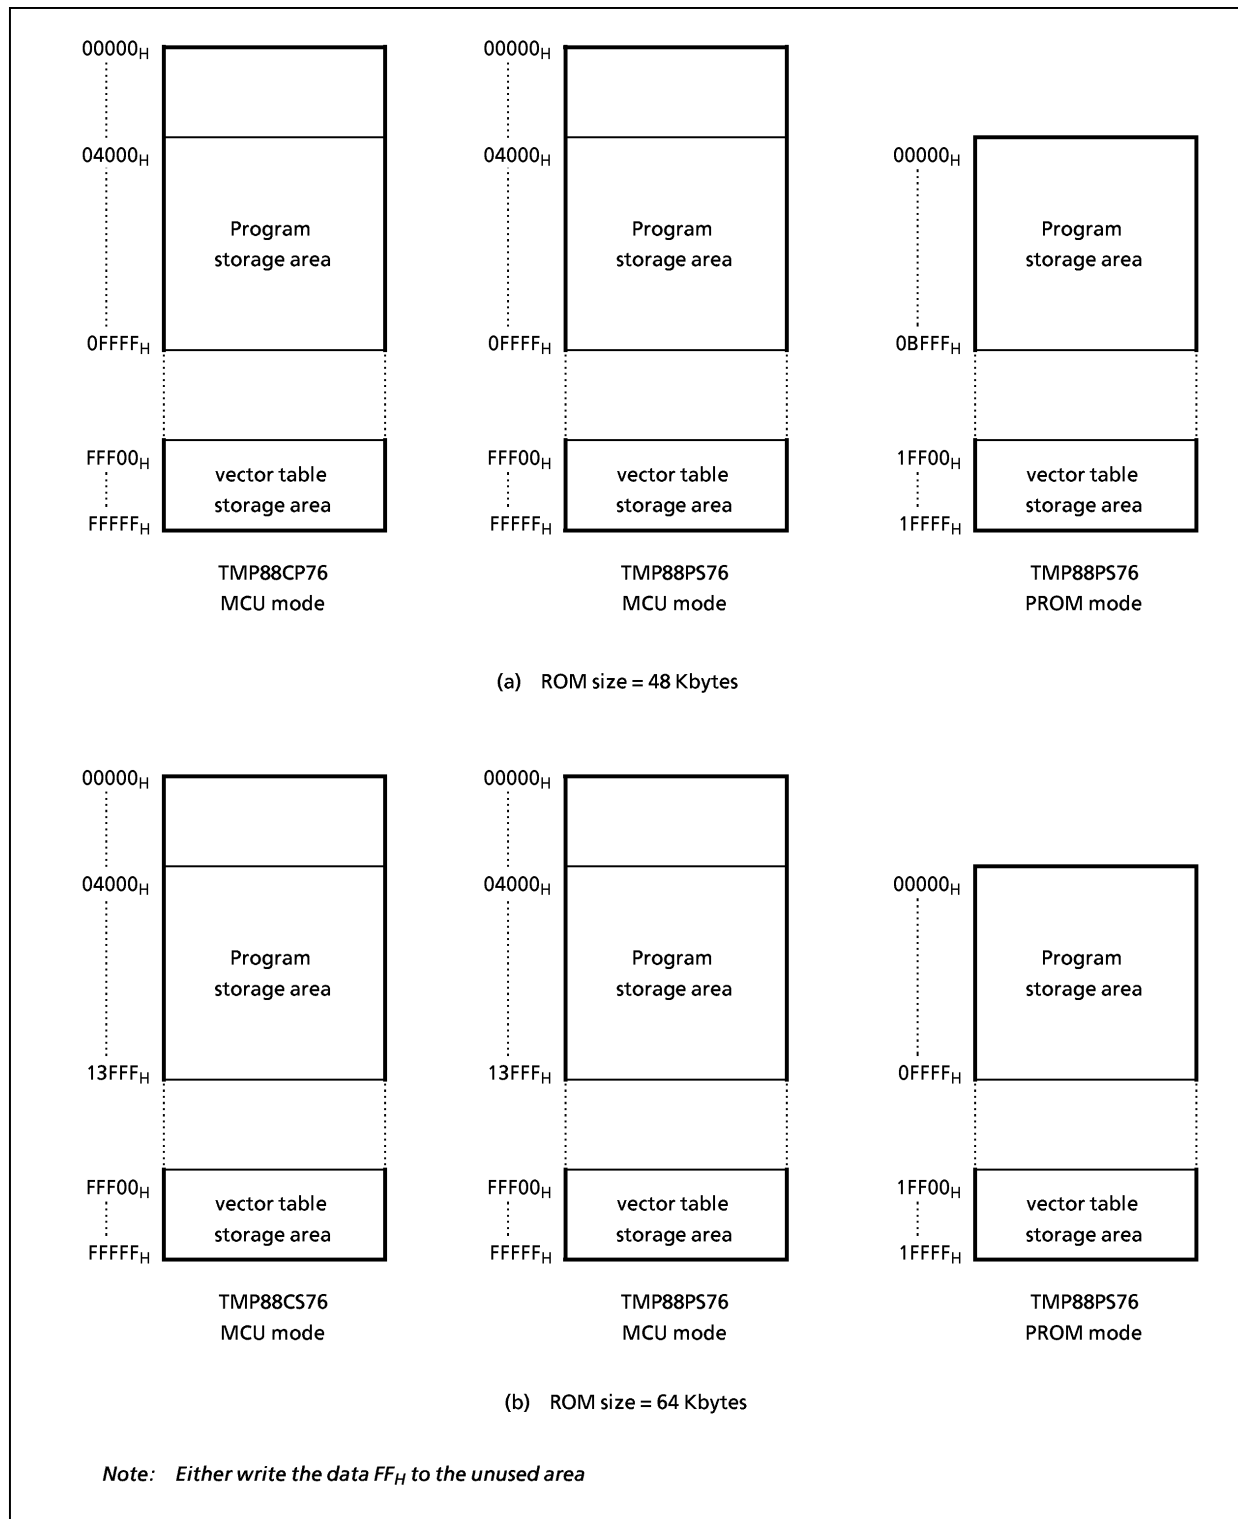 00000H 00000H
04000H 04000H 00000H
Program Program Program
storage area storage area storage area
0FFFFH 0FFFFH 0BFFFH
FFF00H vector table FFF00H vector table 1FF00H vector table
FFFFFH storage area FFFFFH storage area 1FFFFH storage area
TMP88CP76 TMP88PS76 TMP88PS76
MCU mode MCU mode PROM mode
(a) ROM size = 48 Kbytes
00000H 00000H
04000H 04000H 00000H
Program Program Program
storage area storage area storage area
13FFFH 13FFFH 0FFFFH
FFF00H vector table FFF00H vector table 1FF00H vector table
FFFFFH storage area FFFFFH storage area 1FFFFH storage area
TMP88CS76 TMP88PS76 TMP88PS76
MCU mode MCU mode PROM mode
(b) ROM size = 64 Kbytes
Note: Either write the data FFH to the unused area